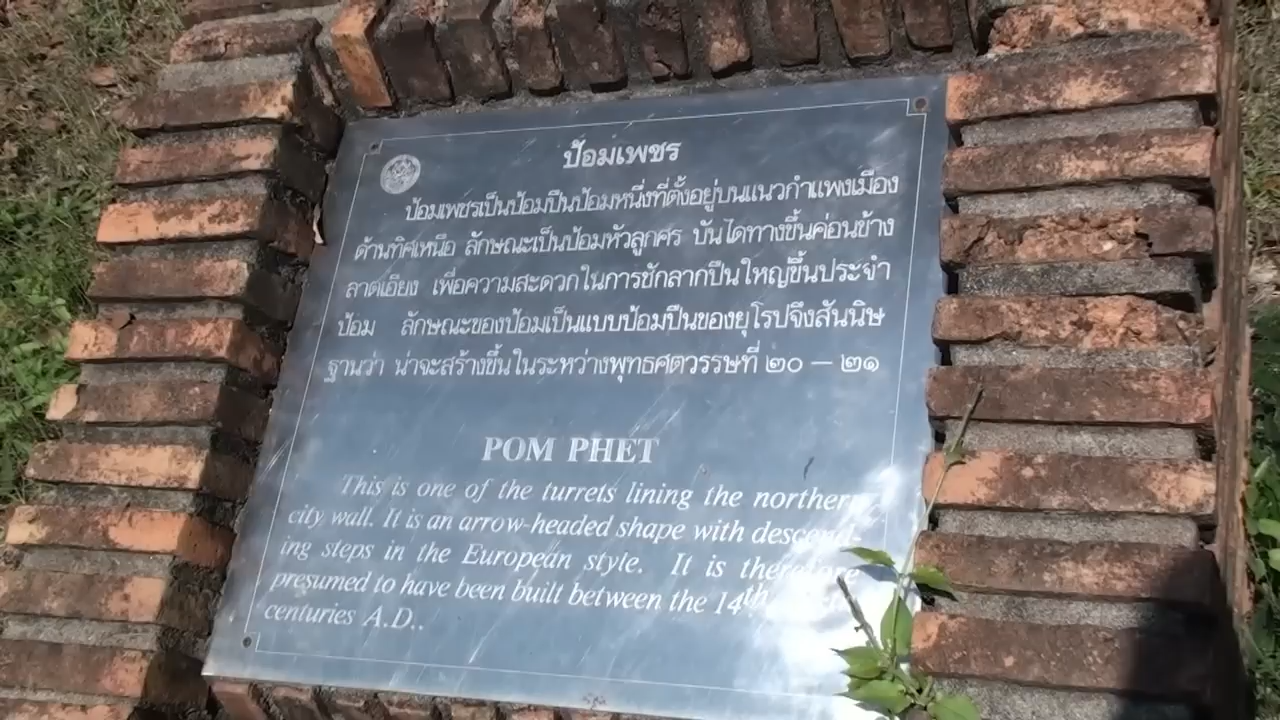 ป้อมเพชร
ป้อมเพชรเป็นป้อมปืนป้อมหนึ่งที่ตั้งอยู่บนแนวกำแพงเมือง
ด้านทิศเหนือ ลักษณะเป็นป้อมหัวลูกศร บันไดทางขึ้นค่อนข้าง
ลาดเอียง เพื่อความสะดวกในการชักลากปืนใหญ่ขึ้นประจำ
ป้อม ลักษณะของป้อมเป็นแบบป้อมปืนของยุโรปจึงสันนิษ
ฐานว่า น่าจะสร้างขึ้นในระหว่างพุทธศตวรรษที่ ๒๐ – ๒๑
POM PHET
This is one of the turrets lining the northern
city wall. It is an arrow-headed shape with descend-
ing steps in the European style. It is therefore
presumed to have been built between the 14th
centuries A.D..